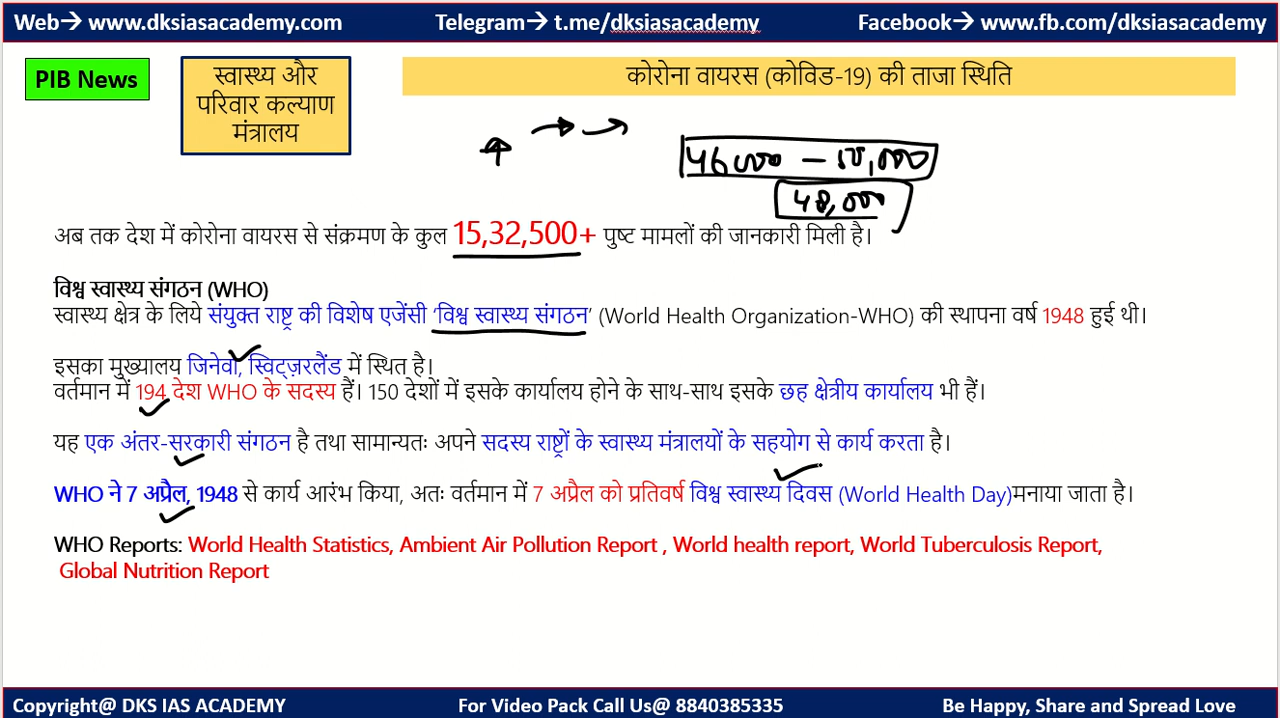 Web→ www.dksiasacademy.com
Telegram→ t.me/dksiasacademy
Facebook→ www.fb.com/dksiasacademy
PIB News
स्वास्थ्य और
परिवार कल्याण
मंत्रालय
कोरोना वायरस (कोविड-19) की ताजा स्थिति
48,000
अब तक देश में कोरोना वायरस से संक्रमण के कुल 15,32,500+ पुष्ट मामलों की जानकारी मिली है।
विश्व स्वास्थ्य संगठन (WHO)
स्वास्थ्य क्षेत्र के लिये संयुक्त राष्ट्र की विशेष एजेंसी 'विश्व स्वास्थ्य संगठन' (World Health Organization-WHO) की स्थापना वर्ष 1948 हुई थी।
इसका मुख्यालय जिनेवा, स्विट्ज़रलैंड में स्थित है।
वर्तमान में 194 देश WHO के सदस्य हैं। 150 देशों में इसके कार्यालय होने के साथ-साथ इसके छह क्षेत्रीय कार्यालय भी हैं।
यह एक अंतर-सरकारी संगठन है तथा सामान्यतः अपने सदस्य राष्ट्रों के स्वास्थ्य मंत्रालयों के सहयोग से कार्य करता है।
WHO ने 7 अप्रैल, 1948 से कार्य आरंभ किया, अतः वर्तमान में 7 अप्रैल को प्रतिवर्ष विश्व स्वास्थ्य दिवस (World Health Day)मनाया जाता है।
WHO Reports: World Health Statistics, Ambient Air Pollution Report , World health report, World Tuberculosis Report,
Global Nutrition Report
Copyright@ DKS IAS ACADEMY
For Video Pack Call Us@ 8840385335
Be Happy, Share and Spread Love